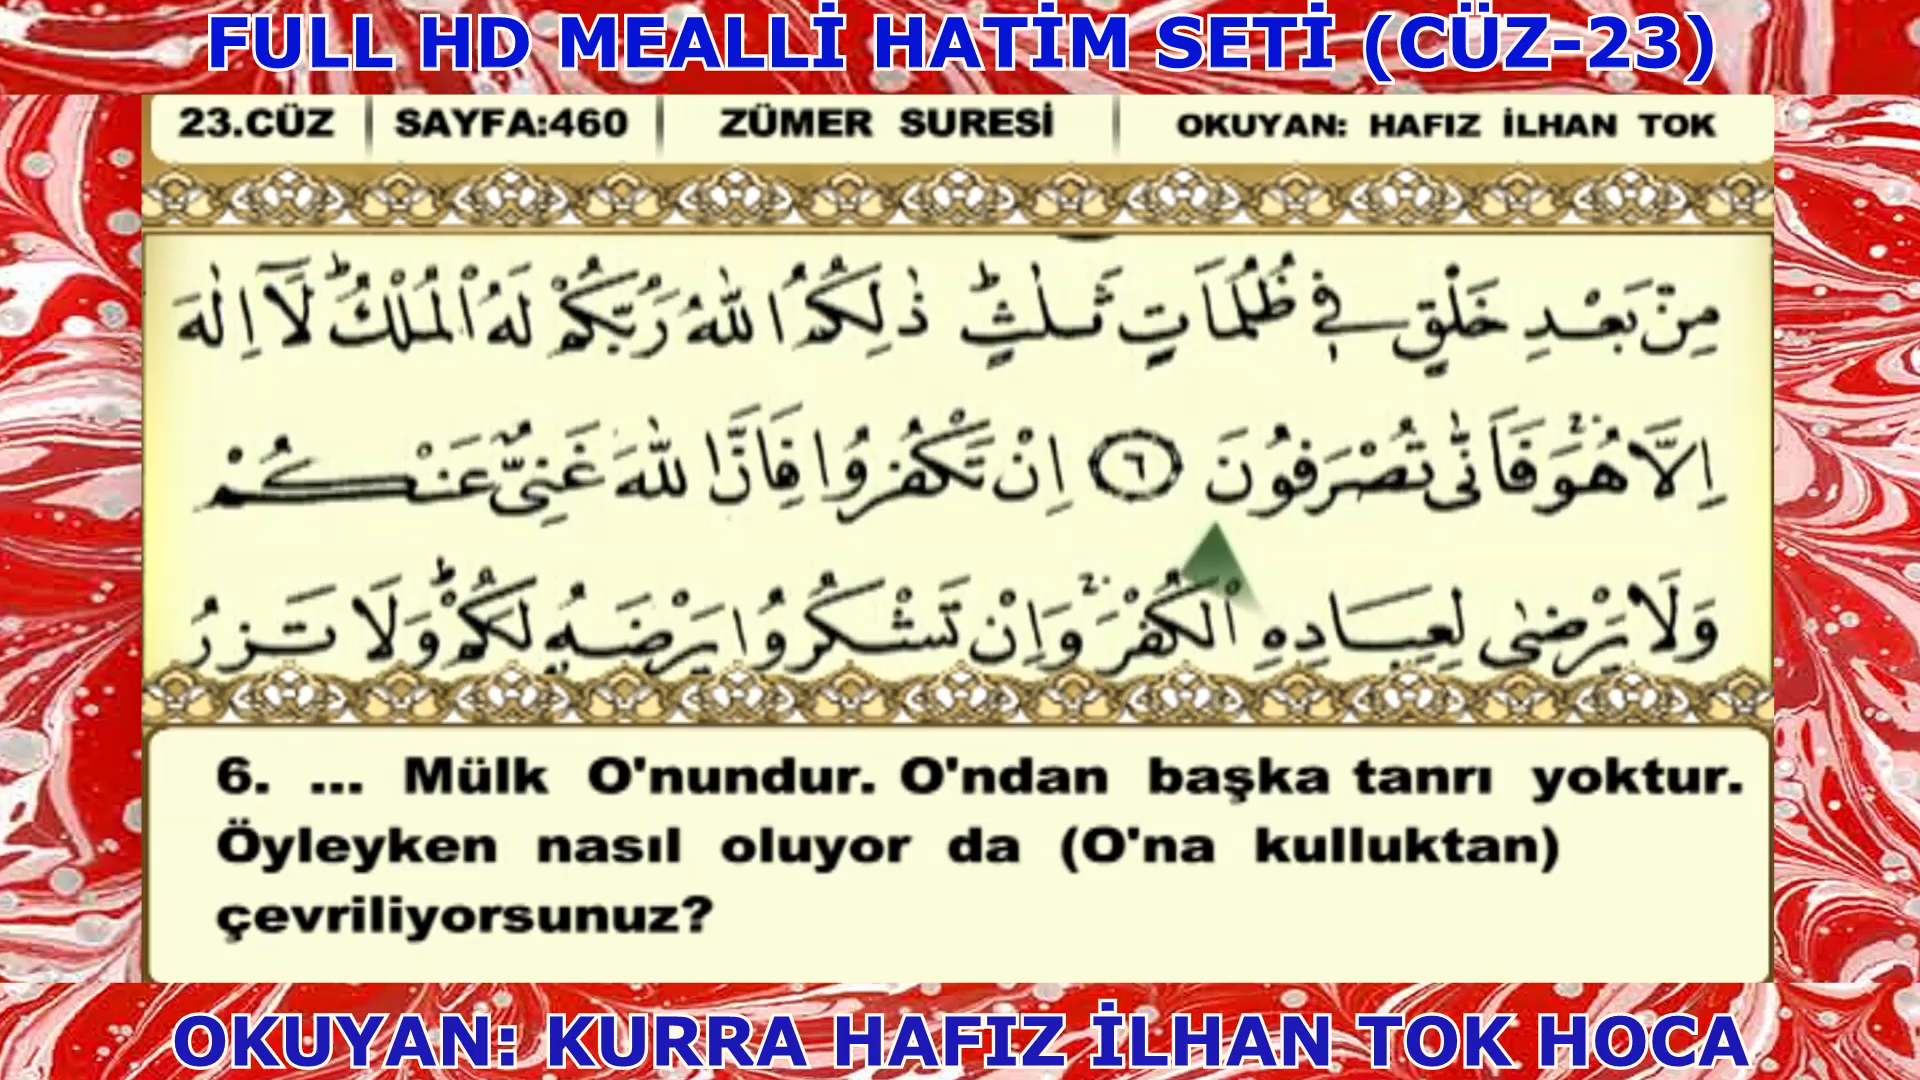 FULL HD MEALLİ HATİM SETİ (CÜZ-23)
23.CÜZ | SAYFA:460 | ZÜMER SURESİ | OKUYAN: HAFIZ İLHAN TOK
مِنْ بَعْدِ خَلْقٍ فِي ظُلُمَاتٍ ثَلٰثٍۜ ذٰلِكُمُ اللّٰهُ رَبُّكُمْ لَهُ الْمُلْكُۜ لَٓا اِلٰهَ
اِلَّا هُوَۚ فَاَنّٰى تُصْرَفُونَ ﴿٦﴾ اِنْ تَكْفُرُوا فَاِنَّ اللّٰهَ غَنِيٌّ عَنْكُمْ
وَلَا يَرْضٰى لِعِبَادِهِ الْكُفْرَۚ وَاِنْ تَشْكُرُوا يَرْضَهُ لَكُمْۜ وَلَا تَزِرُ
6. ... Mülk O'nundur. O'ndan başka tanrı yoktur.
Öyleyken nasıl oluyor da (O'na kulluktan)
çevriliyorsunuz?
OKUYAN: KURRA HAFIZ İLHAN TOK HOCA